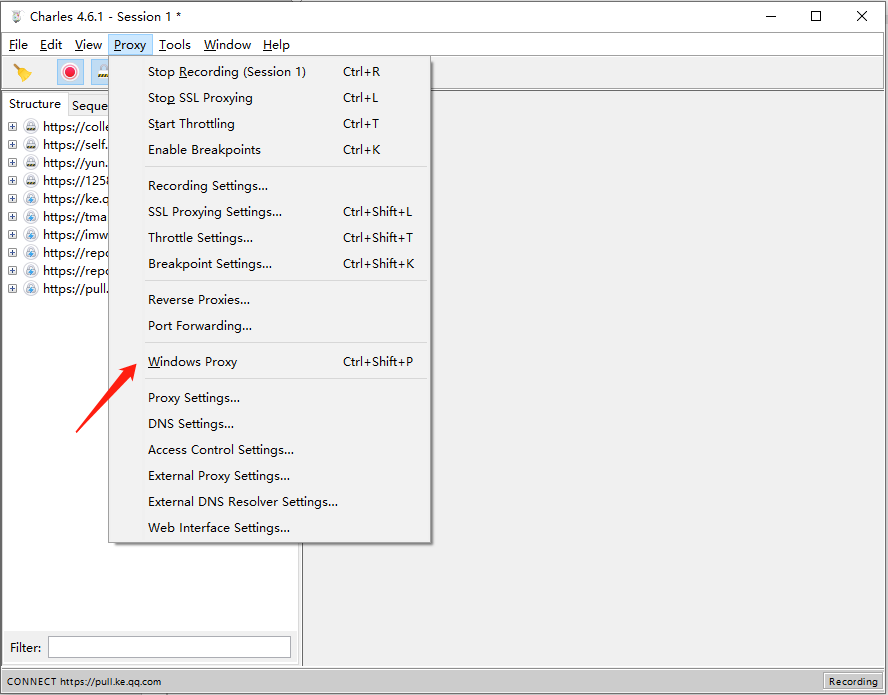 Charles 4.6.1 - Session 1 *
File Edit View Proxy Tools Window Help
Stop Recording (Session 1) Ctrl+R
Stop SSL Proxying Ctrl+L
Start Throttling Ctrl+T
Enable Breakpoints Ctrl+K
Recording Settings...
SSL Proxying Settings... Ctrl+Shift+L
Throttle Settings... Ctrl+Shift+T
Breakpoint Settings... Ctrl+Shift+K
Reverse Proxies...
Port Forwarding...
Windows Proxy Ctrl+Shift+P
Proxy Settings...
DNS Settings...
Access Control Settings...
External Proxy Settings...
External DNS Resolver Settings...
Web Interface Settings...
Structure Seque
https://colle
https://self.
https://yun.
https://1258
https://ke.q
https://tma
https://imw
https://repo
https://repo
https://pull.
Filter:
CONNECT https://pull.ke.qq.com Recording